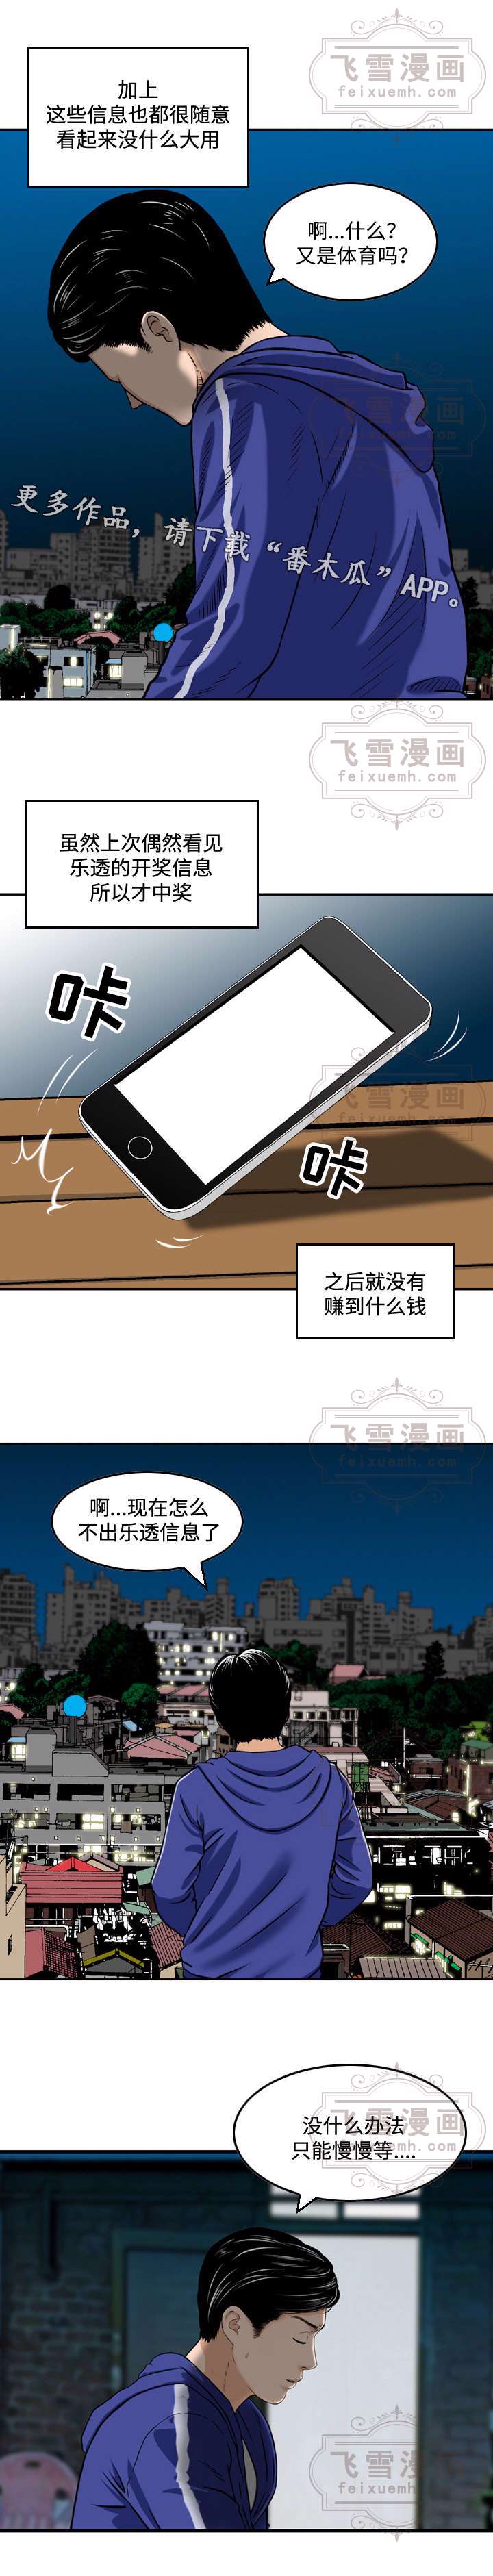 飞雪漫画
feixuemh.com
加上
这些信息也都很随意
看起来没什么大用
啊...什么?
又是体育吗?
飞雪漫画
feixuemh.com
更多作品，请下载“番木瓜”APP。
飞雪漫画
feixuemh.com
虽然上次偶然看见
乐透的开奖信息
所以才中奖
咔
飞雪漫画
feixuemh.com
咔
之后就没有
赚到什么钱
飞雪漫画
feixuemh.com
啊...现在怎么
不出乐透信息了
飞雪漫画
feixuemh.com
没什么办法
只能慢慢等....
飞雪漫画
feixuemh.com